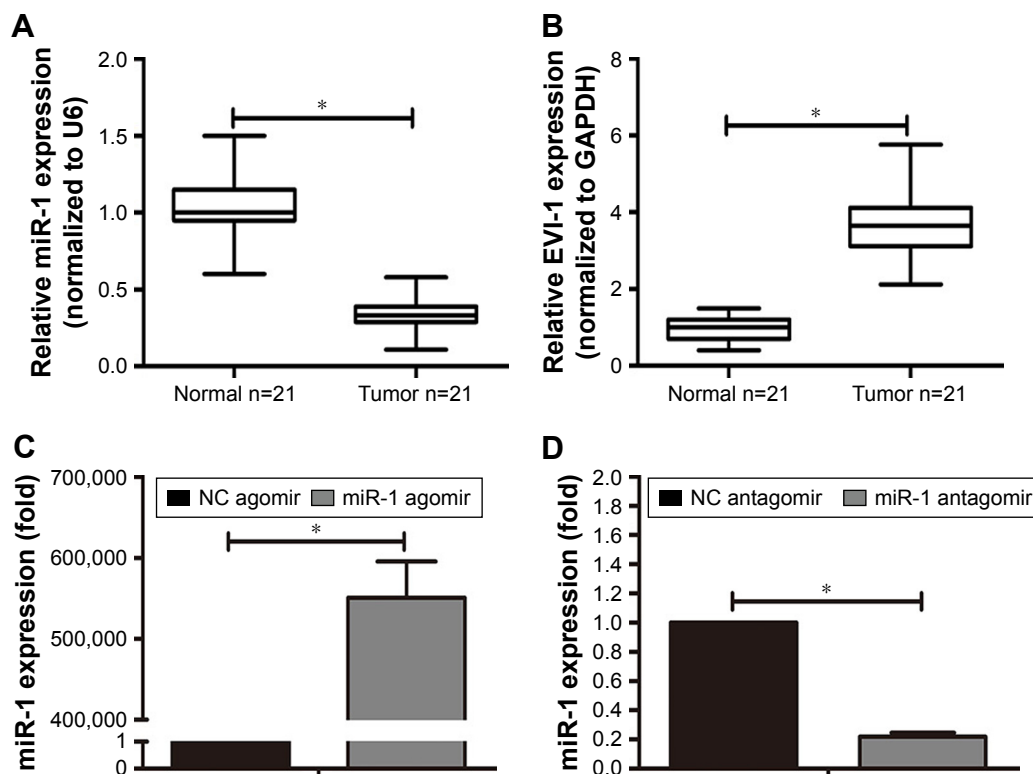 A
Relative miR-1 expression
(normalized to U6)
2.0
1.5
1.0
0.5
0.0
*
Normal n=21
Tumor n=21
B
Relative EVI-1 expression
(normalized to GAPDH)
8
6
4
2
0
*
Normal n=21
Tumor n=21
C
miR-1 expression (fold)
700,000
600,000
500,000
400,000
1
0
NC agomir
miR-1 agomir
*
D
miR-1 expression (fold)
2.0
1.8
1.6
1.4
1.2
1.0
0.8
0.6
0.4
0.2
0.0
NC antagomir
miR-1 antagomir
*